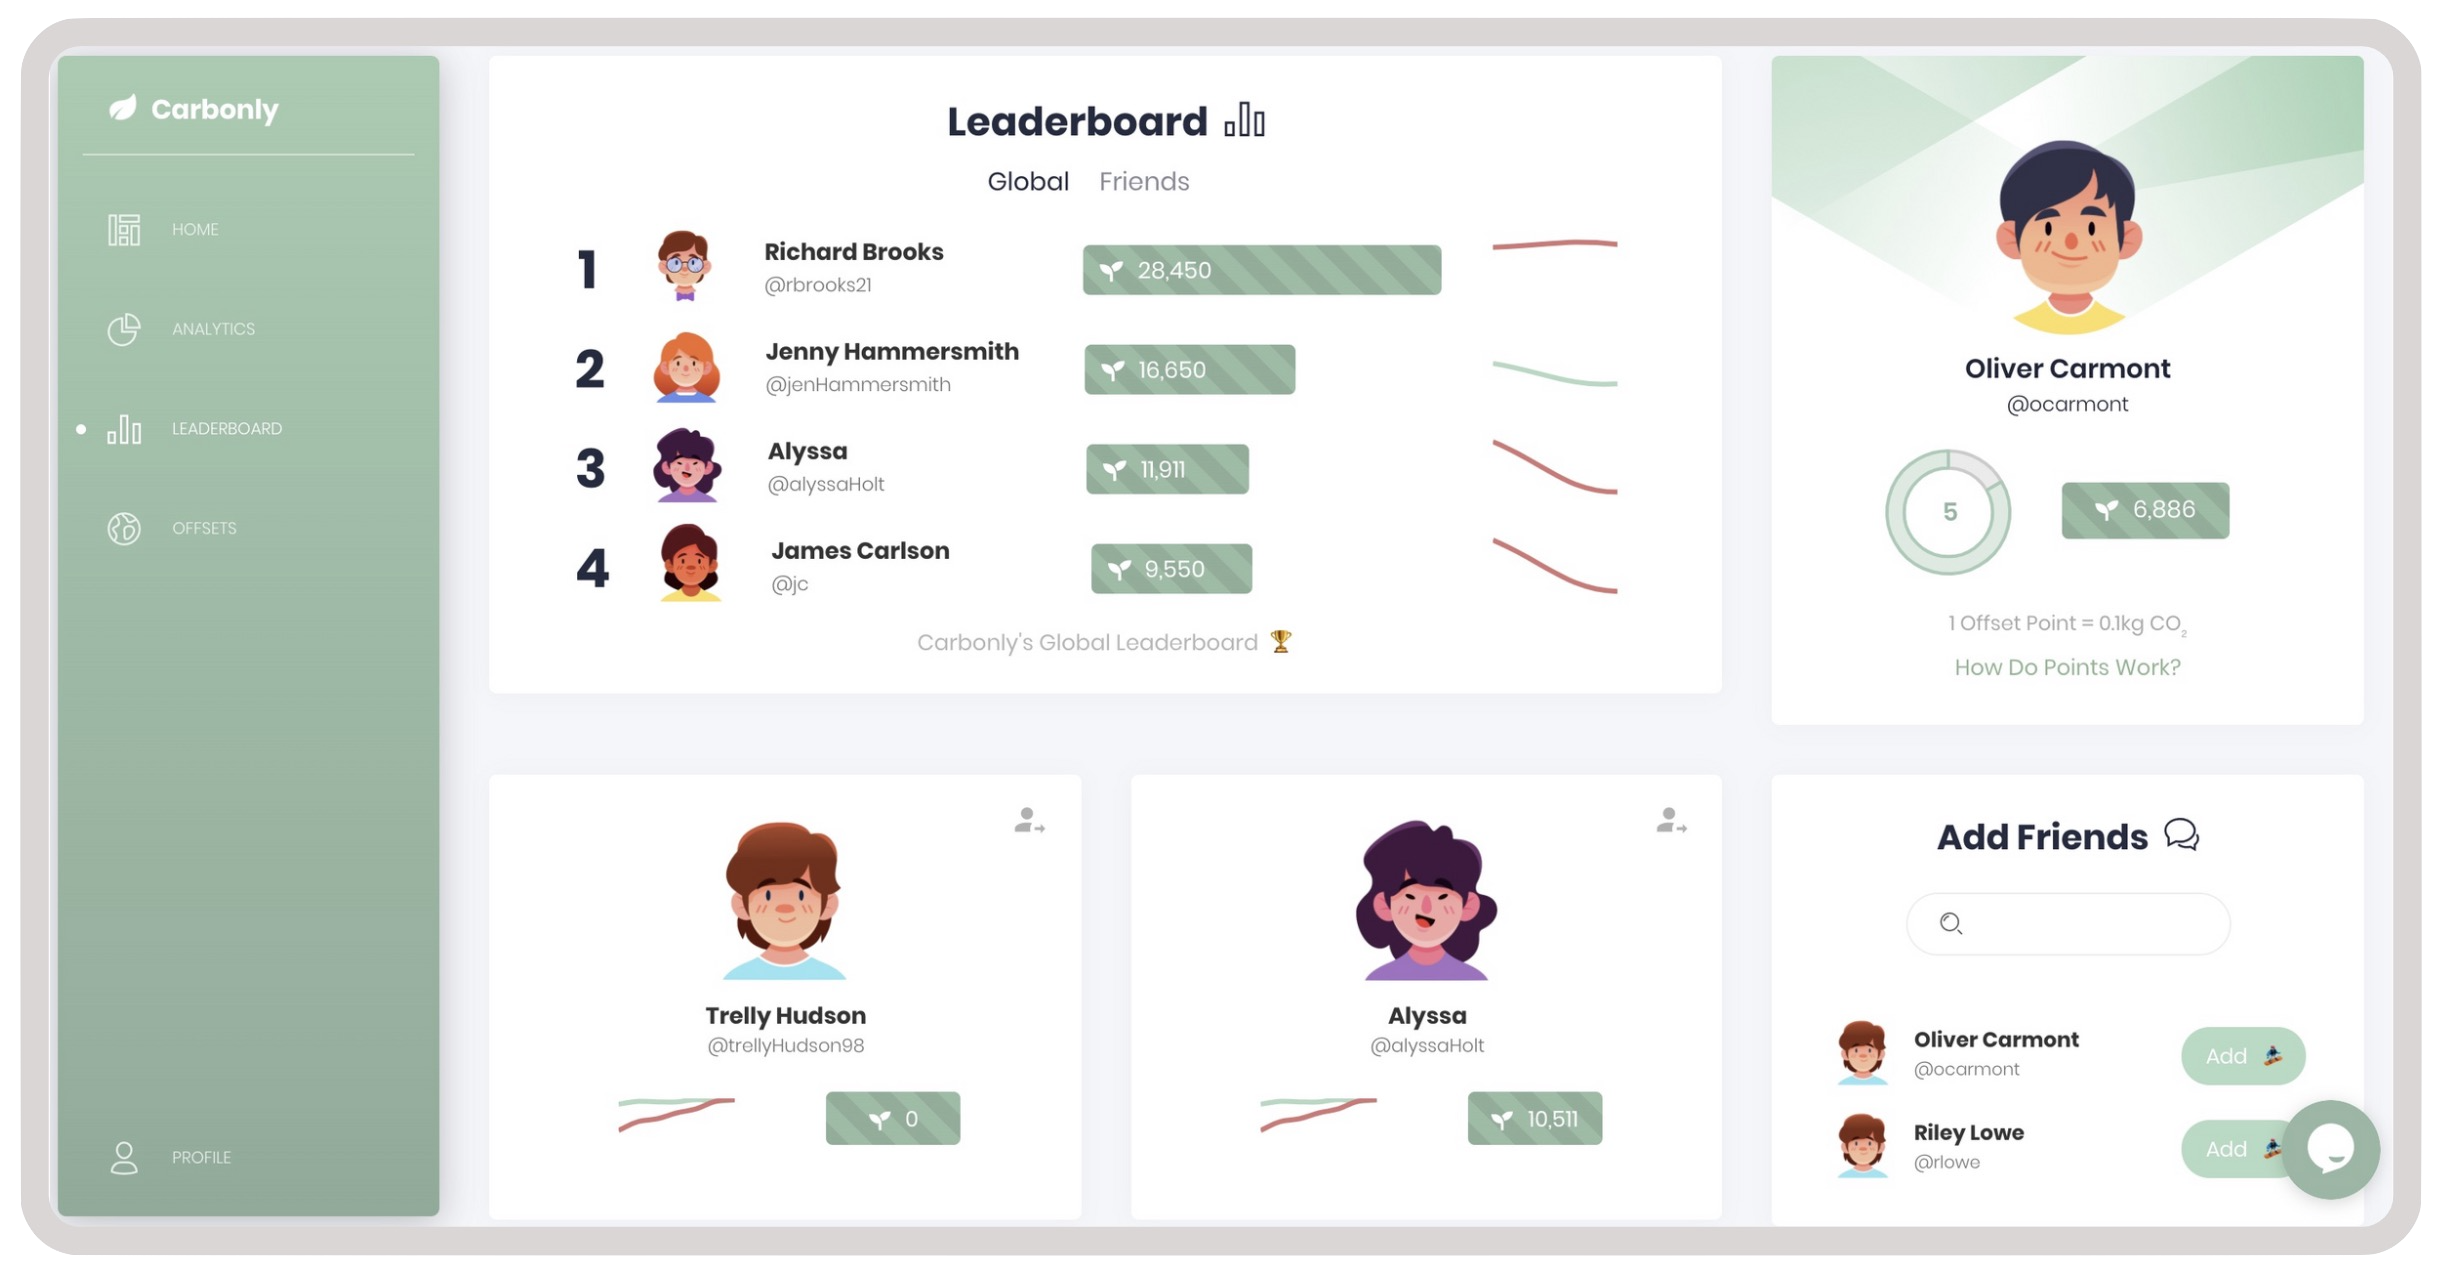 Carbonly
HOME
ANALYTICS
LEADERBOARD
OFFSETS
PROFILE
Leaderboard
Global Friends
1 Richard Brooks 28,450
@rbrooks21
2 Jenny Hammersmith 16,650
@jenHammersmith
3 Alyssa 11,911
@alyssaHolt
4 James Carlson 9,550
@jc
Carbonly's Global Leaderboard
Oliver Carmont
@ocarmont
5 6,886
1 Offset Point = 0.1kg CO₂
How Do Points Work?
Trelly Hudson
@trellyHudson98
0
Alyssa
@alyssaHolt
10,511
Add Friends
Oliver Carmont
@ocarmont
Add
Riley Lowe
@rlowe
Add